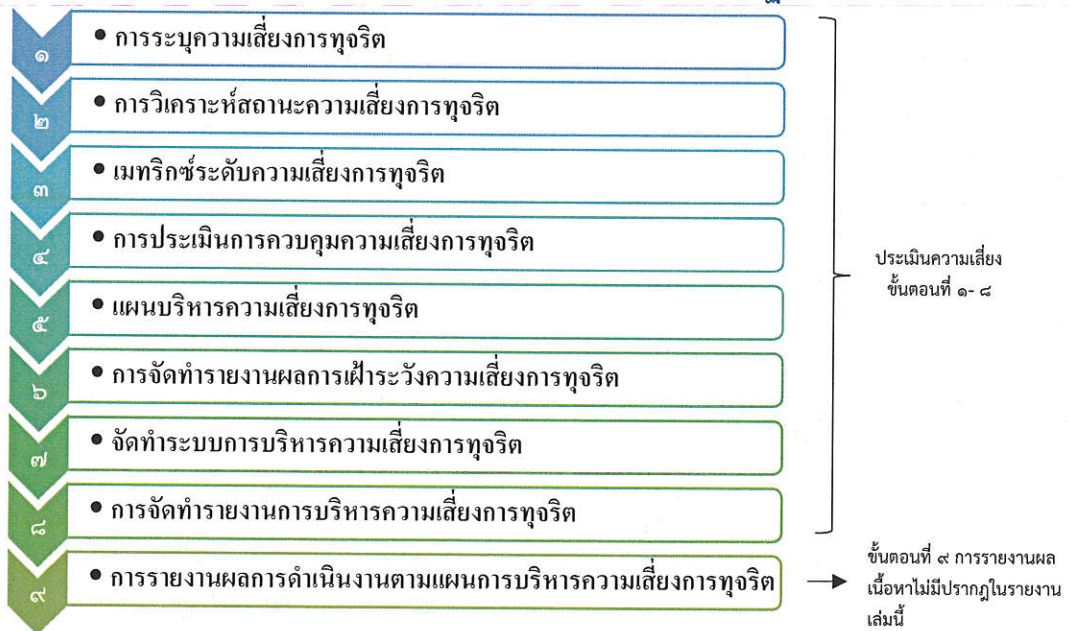 ๑
• การระบุความเสี่ยงการทุจริต
๒
• การวิเคราะห์สถานะความเสี่ยงการทุจริต
๓
• เมทริกซ์ระดับความเสี่ยงการทุจริต
๔
• การประเมินการควบคุมความเสี่ยงการทุจริต
๕
• แผนบริหารความเสี่ยงการทุจริต
๖
• การจัดทำรายงานผลการเฝ้าระวังความเสี่ยงการทุจริต
๗
• จัดทำระบบการบริหารความเสี่ยงการทุจริต
๘
• การจัดทำรายงานการบริหารความเสี่ยงการทุจริต
๙
• การรายงานผลการดำเนินงานตามแผนการบริหารความเสี่ยงการทุจริต
ประเมินความเสี่ยง
ขั้นตอนที่ ๑- ๘
ขั้นตอนที่ ๙ การรายงานผล
เนื้อหาไม่มีปรากฏในรายงาน
เล่มนี้